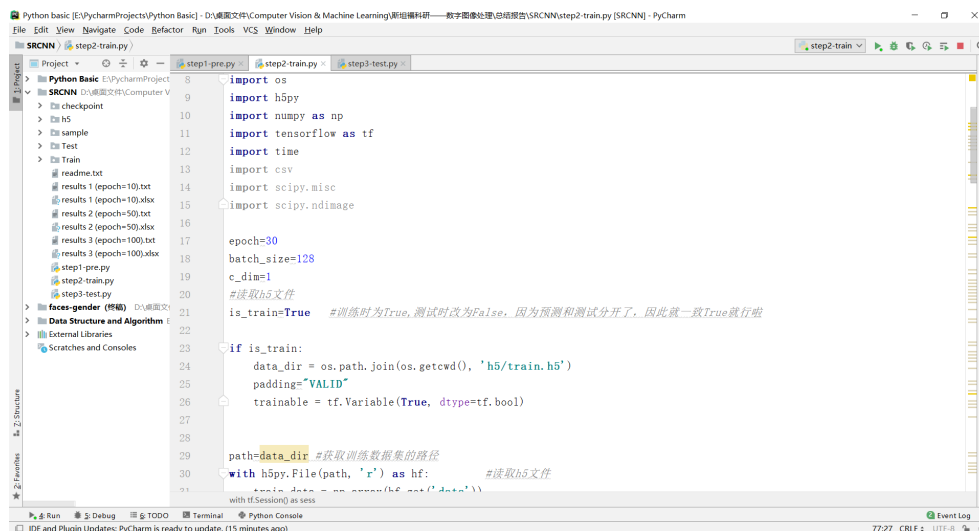 Python basic [E:\PycharmProjects\Python Basic] - D:\桌面文件\Computer Vision & Machine Learning\斯坦福科研——数字图像处理\总结报告\SRCNN\step2-train.py [SRCNN] - PyCharm
File Edit View Navigate Code Refactor Run Tools VCS Window Help
SRCNN step2-train.py step2-train
Project step1-pre.py step2-train.py step3-test.py
1: Project
Python Basic E:\PycharmProject
SRCNN D:\桌面文件\Computer V
checkpoint
h5
sample
Test
Train
readme.txt
results 1 (epoch=10).txt
results 1 (epoch=10).xlsx
results 2 (epoch=50).txt
results 2 (epoch=50).xlsx
results 3 (epoch=100).txt
results 3 (epoch=100).xlsx
step1-pre.py
step2-train.py
step3-test.py
faces-gender (终稿) D:\桌面文
Data Structure and Algorithm E
External Libraries
Scratches and Consoles
Z: Structure
2: Favorites
8 import os
9 import h5py
10 import numpy as np
11 import tensorflow as tf
12 import time
13 import csv
14 import scipy.misc
15 import scipy.ndimage
16
17 epoch=30
18 batch_size=128
19 c_dim=1
20 #读取h5文件
21 is_train=True #训练时为True,测试时改为False，因为预测和测试分开了，因此就一致True就行啦
22
23 if is_train:
24 data_dir = os.path.join(os.getcwd(), 'h5/train.h5')
25 padding="VALID"
26 trainable = tf.Variable(True, dtype=tf.bool)
27
28
29 path=data_dir #获取训练数据集的路径
30 with h5py.File(path, 'r') as hf: #读取h5文件
31 train_data = np.array(hf.get('data'))
with tf.Session() as sess
4: Run 5: Debug 6: TODO Terminal Python Console Event Log
IDE and Plugin Updates: PyCharm is ready to update. (15 minutes ago) 77:27 CRLF UTF-8